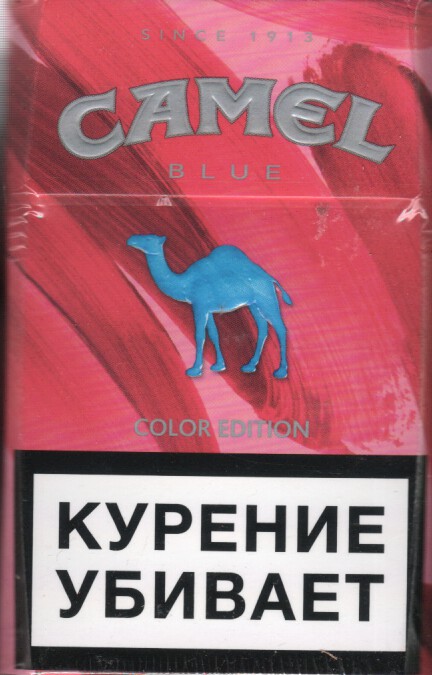 SINCE 1913
CAMEL
BLUE
COLOR EDITION
КУРЕНИЕ
УБИВАЕТ